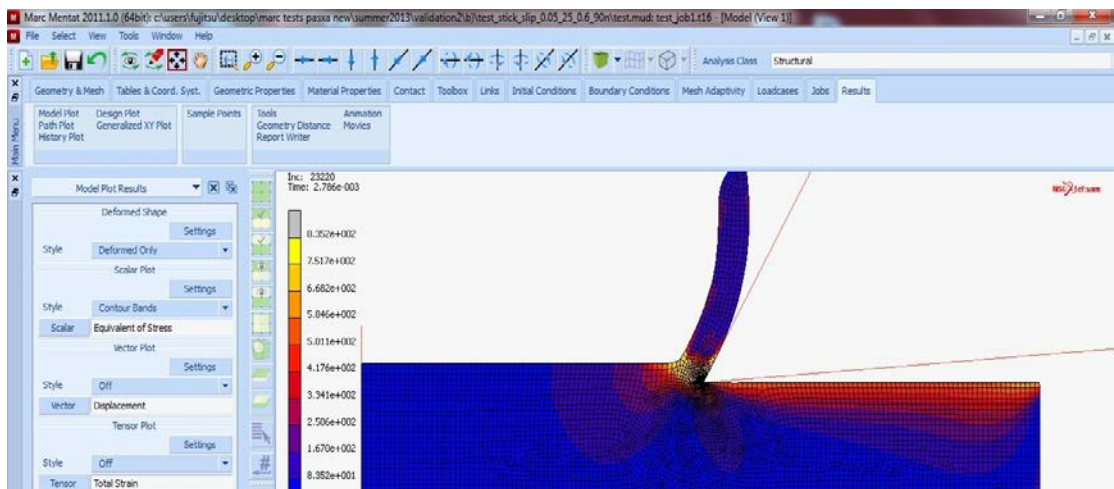 Marc Mentat 2011.1.0 (64bit): c:\users\fujitsu\desktop\marc tests paxxa new\summer2013\validation2\b)\test_stick_slip_0.05_25_0.6_90n\test.mud: test_job1.t16 - [Model (View 1)]
File Select View Tools Window Help
Analysis Class Structural
Geometry & Mesh Tables & Coord. Syst. Geometric Properties Material Properties Contact Toolbox Links Initial Conditions Boundary Conditions Mesh Adaptivity Loadcases Jobs Results
Main Menu
Model Plot Design Plot Sample Points Tools Animation
Path Plot Generalized XY Plot Geometry Distance Movies
History Plot Report Writer
Model Plot Results
Deformed Shape
Settings
Style Deformed Only
Scalar Plot
Settings
Style Contour Bands
Scalar Equivalent of Stress
Vector Plot
Settings
Style Off
Vector Displacement
Tensor Plot
Settings
Style Off
Tensor Total Strain
Inc: 23220
Time: 2.786e-003
8.352e+002
7.517e+002
6.682e+002
5.846e+002
5.011e+002
4.176e+002
3.341e+002
2.506e+002
1.670e+002
8.352e+001
MSC Software